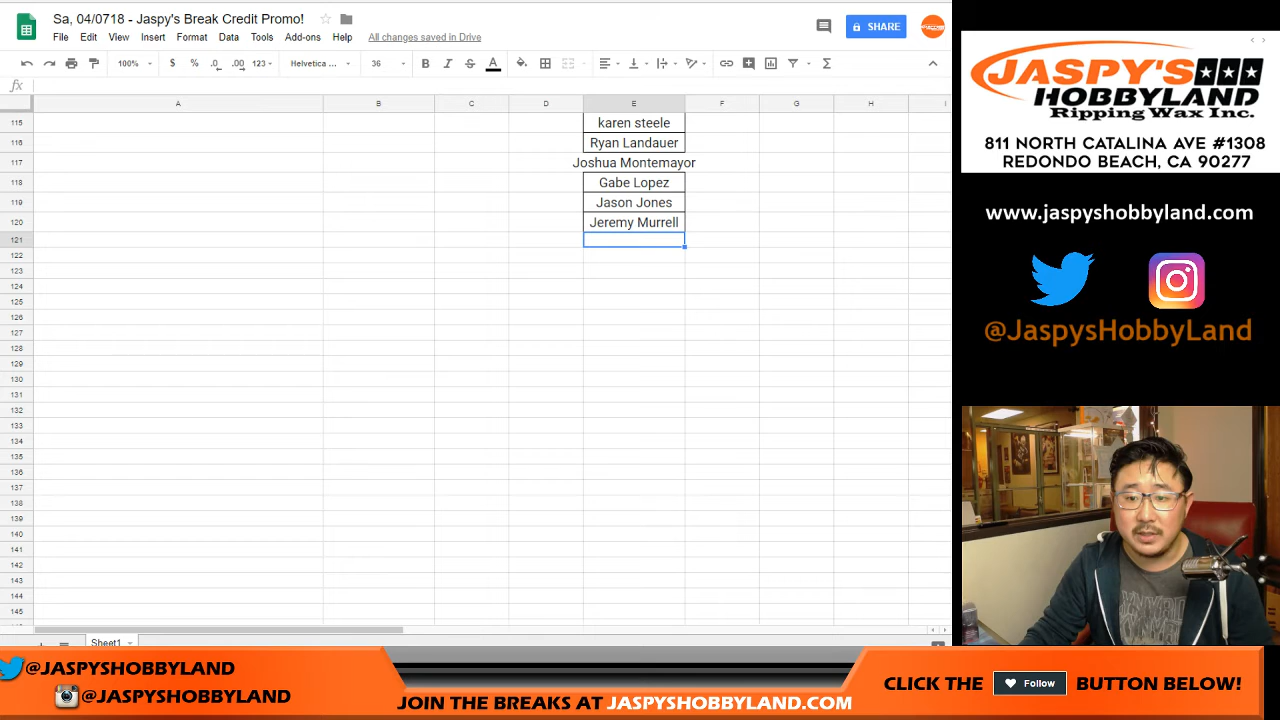 Sa, 04/0718 - Jaspy's Break Credit Promo!
File Edit View Insert Format Data Tools Add-ons Help All changes saved in Drive
SHARE
100% $ % .0 .00 123 Helvetica ... 36 B I S A
fx
A B C D E F G H I
115 karen steele
116 Ryan Landauer
117 Joshua Montemayor
118 Gabe Lopez
119 Jason Jones
120 Jeremy Murrell
121
122
123
124
125
126
127
128
129
130
131
132
133
134
135
136
137
138
139
140
141
142
143
144
145
Sheet1
JASPY'S
HOBBYLAND
Ripping Wax Inc.
811 NORTH CATALINA AVE #1308
REDONDO BEACH, CA 90277
www.jaspyshobbyland.com
@JaspysHobbyLand
@JASPYSHOBBYLAND
@JASPYSHOBBYLAND
JOIN THE BREAKS AT JASPYSHOBBYLAND.COM
CLICK THE Follow BUTTON BELOW!